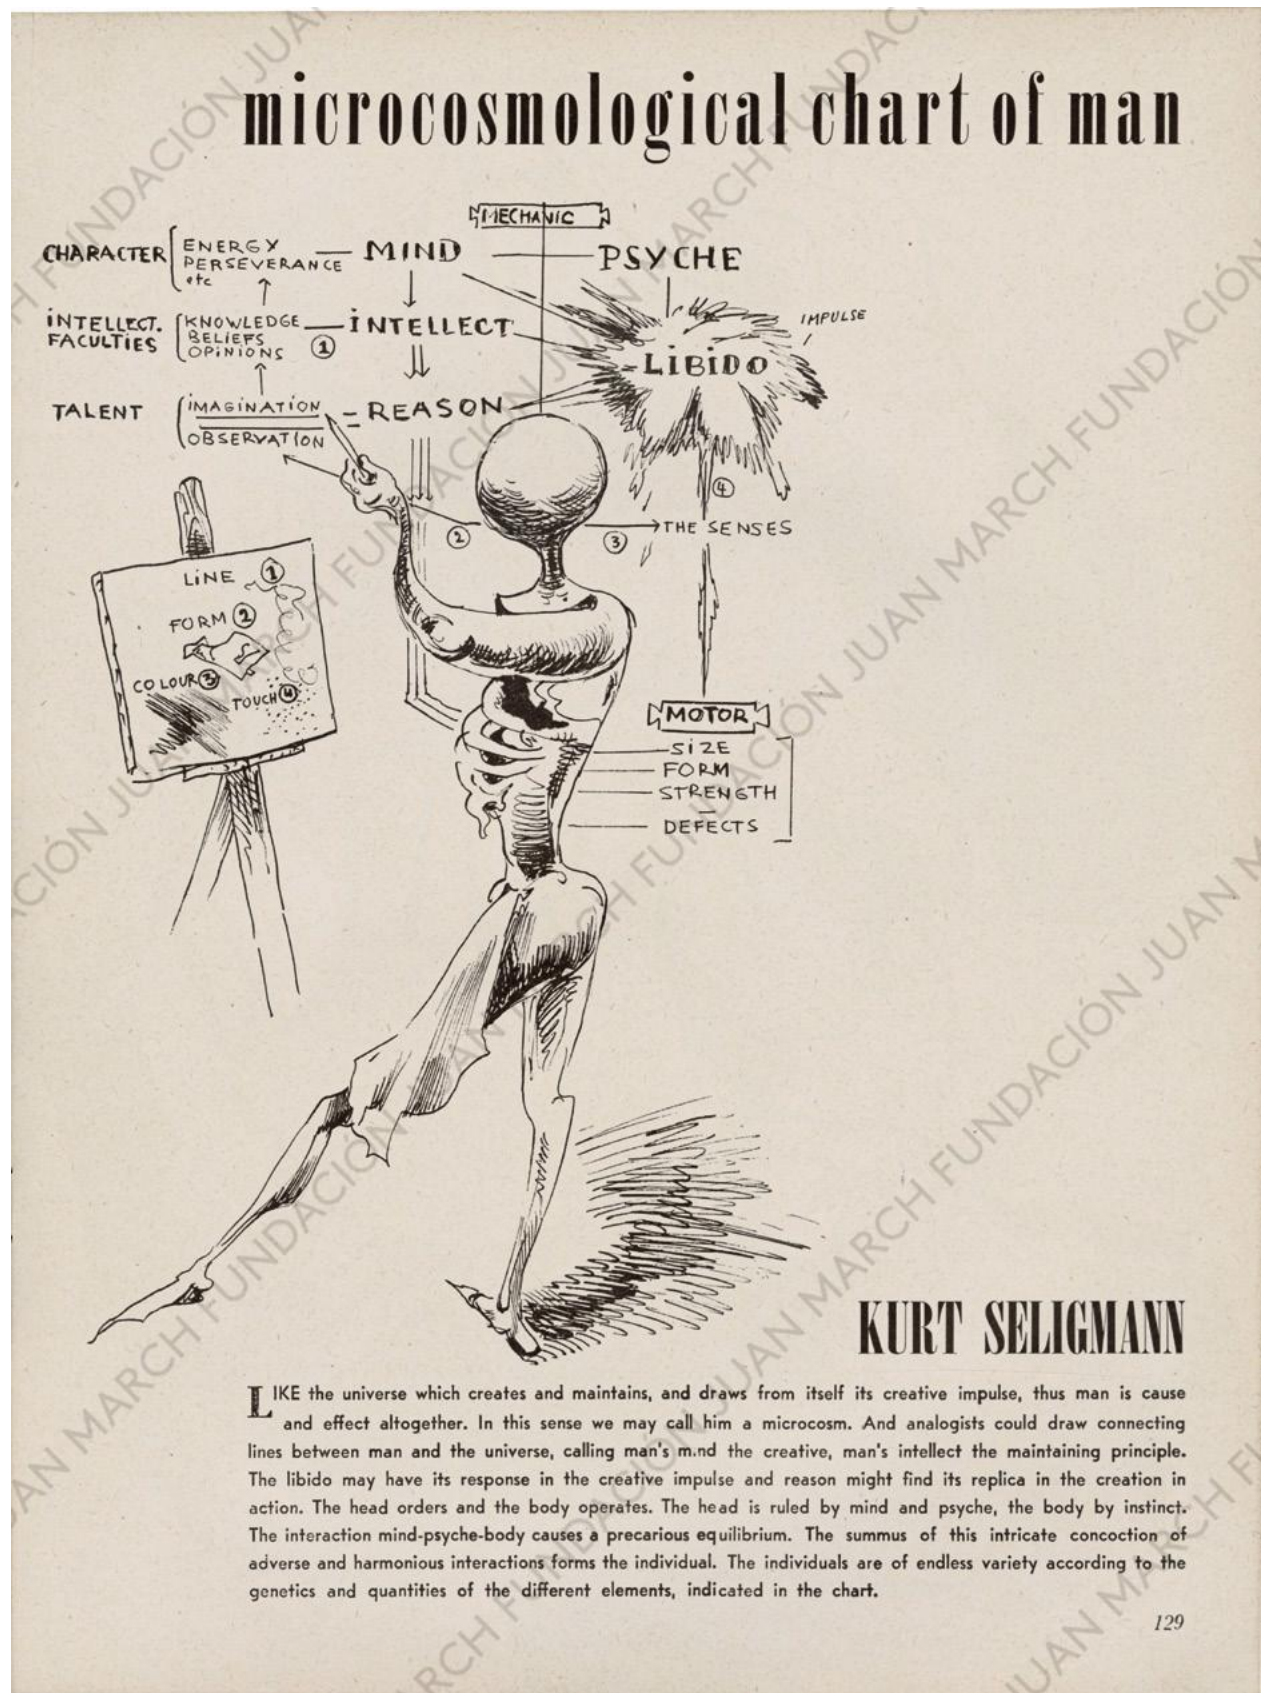 microcosmological chart of man
MECHANIC
CHARACTER
ENERGY
PERSEVERANCE
etc
MIND
PSYCHE
INTELLECT.
FACULTIES
KNOWLEDGE
BELIEFS
OPINIONS
1
INTELLECT
IMPULSE
LIBIDO
TALENT
IMAGINATION
OBSERVATION
REASON
4
2
3
THE SENSES
LINE 1
FORM 2
COLOUR 3
TOUCH 4
MOTOR
SIZE
FORM
STRENGTH
DEFECTS
KURT SELIGMANN
LIKE the universe which creates and maintains, and draws from itself its creative impulse, thus man is cause
and effect altogether. In this sense we may call him a microcosm. And analogists could draw connecting
lines between man and the universe, calling man's m.nd the creative, man's intellect the maintaining principle.
The libido may have its response in the creative impulse and reason might find its replica in the creation in
action. The head orders and the body operates. The head is ruled by mind and psyche, the body by instinct.
The interaction mind-psyche-body causes a precarious equilibrium. The summus of this intricate concoction of
adverse and harmonious interactions forms the individual. The individuals are of endless variety according to the
genetics and quantities of the different elements, indicated in the chart.
129
FUNDACIÓN JUAN MARCH